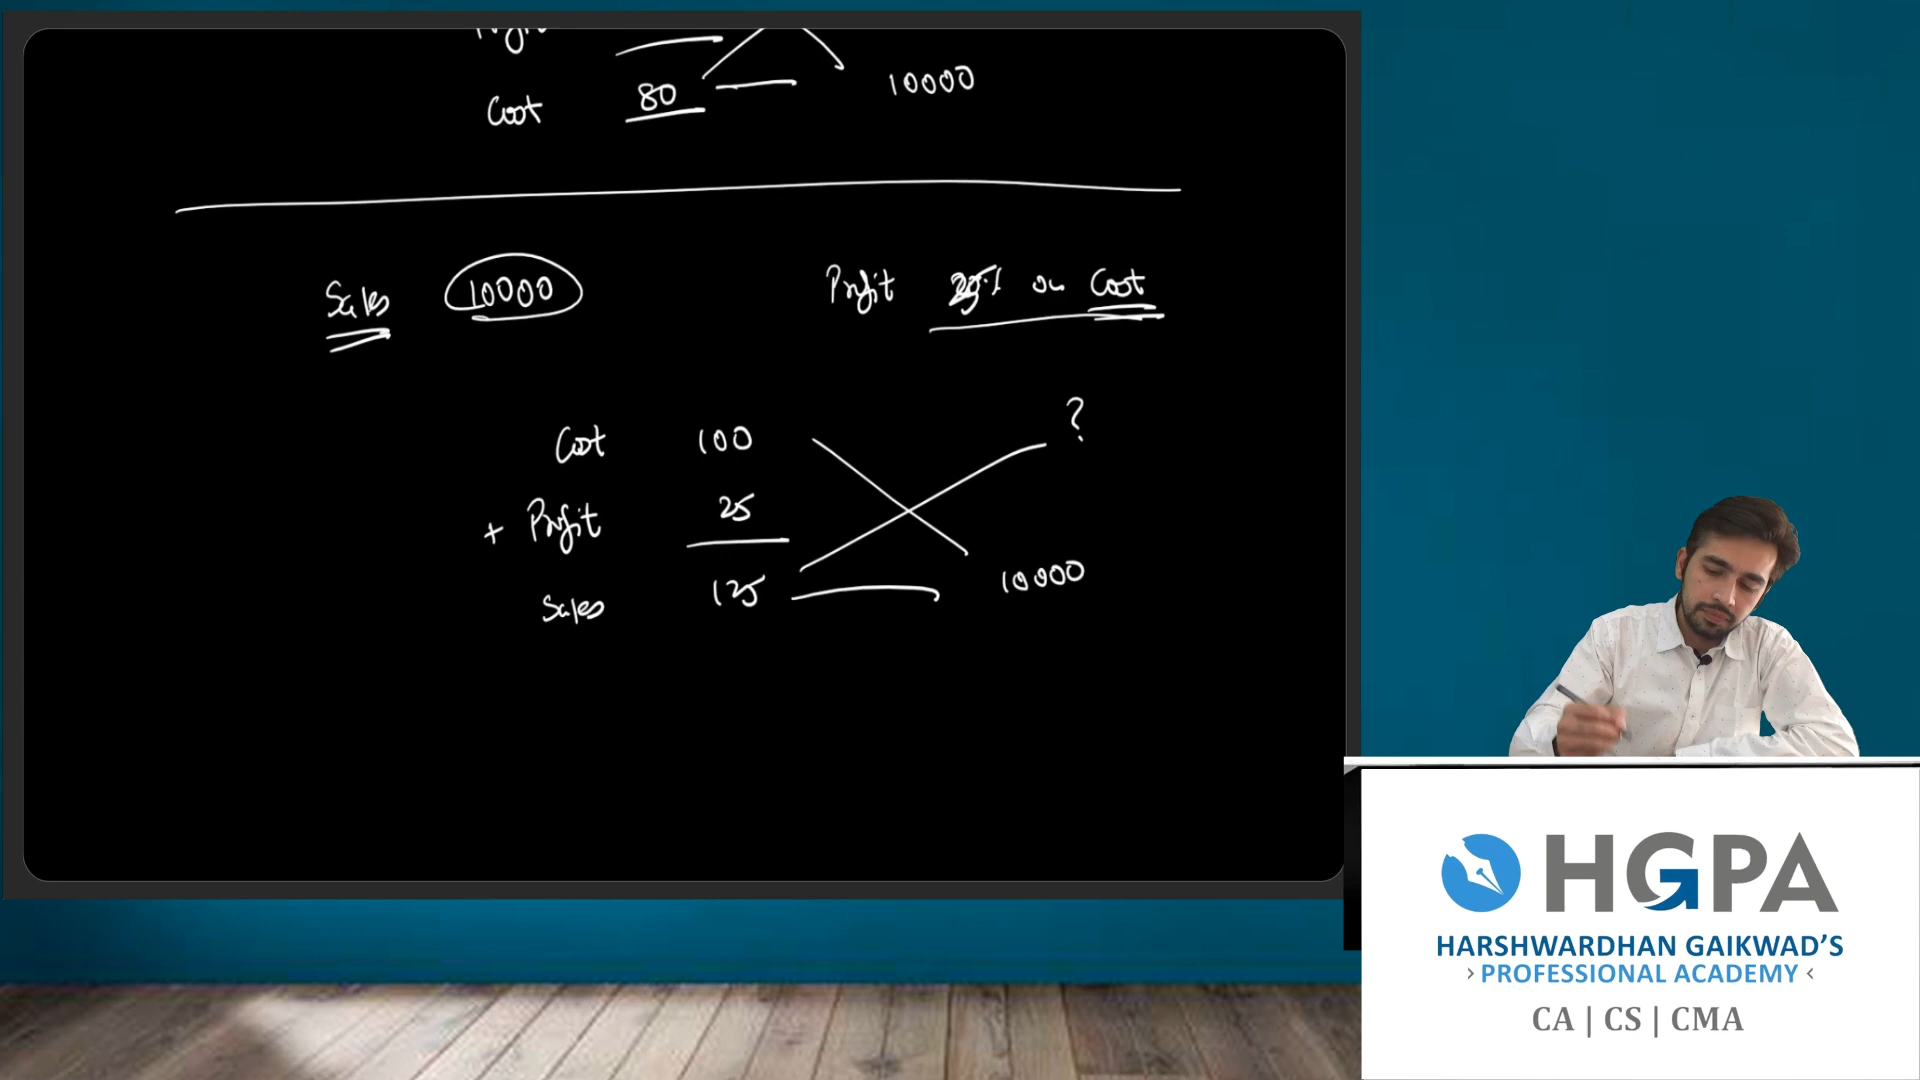 Cost 80 10000
Sales 10000 Profit 25% on Cost
Cost 100 ?
+ Profit 25
Sales 125 10000
HGPA
HARSHWARDHAN GAIKWAD'S
› PROFESSIONAL ACADEMY ‹
CA | CS | CMA